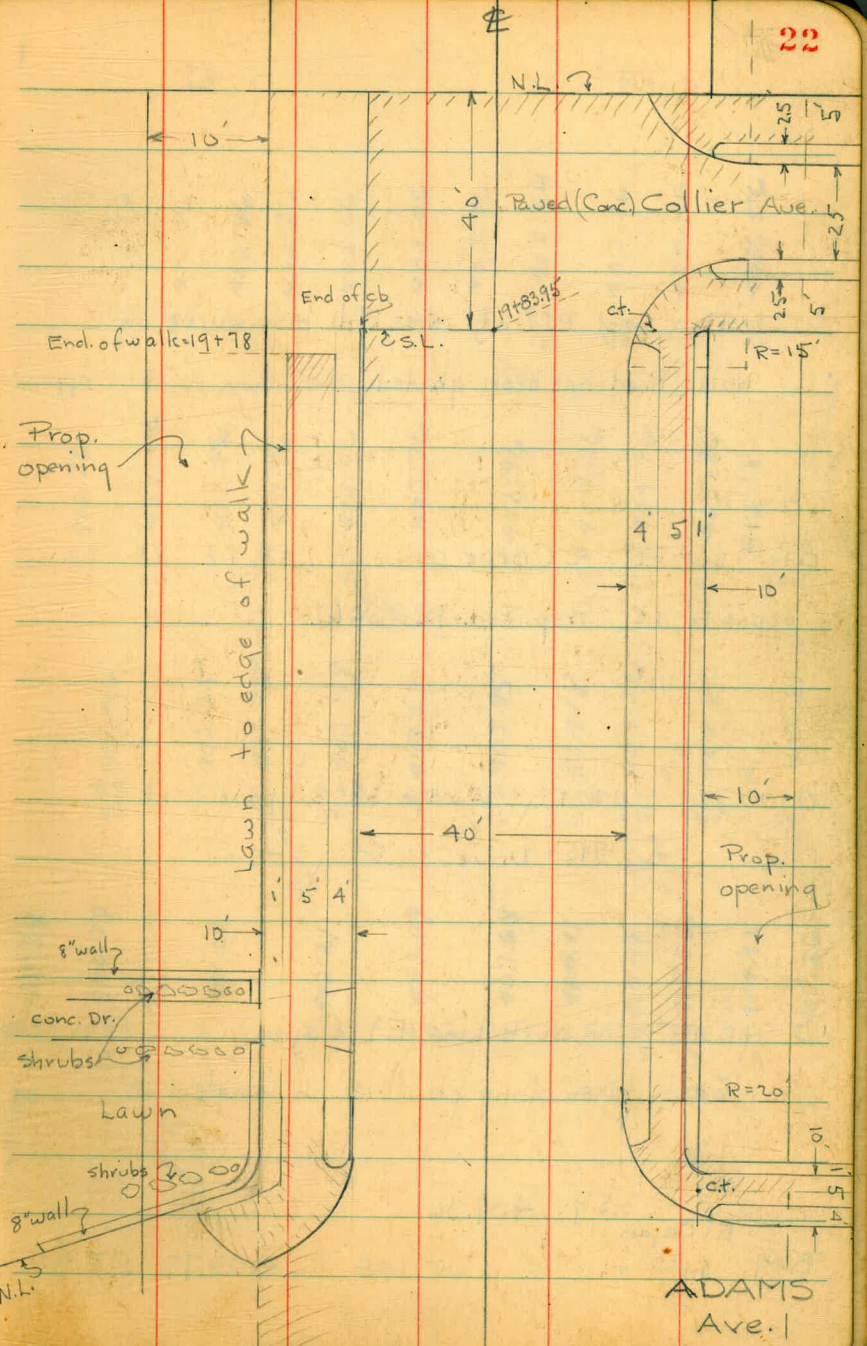 22
℄
N.L.
10'
2.5
5'
40'
Paved (Conc.) Collier Ave.
25
End of cb
19+83.95
c.t.
2.5'
5'
End. of walk=19+78
S.L.
R=15'
Prop.
opening
Lawn to edge of walk
4' 5' 1'
10'
10'
40'
Prop.
opening
1' 5' 4'
10'
8" wall
conc. Dr.
shrubs
Lawn
R=20'
10'
shrubs
c.t.
1
5
4
8" wall
N.L.
ADAMS
Ave.